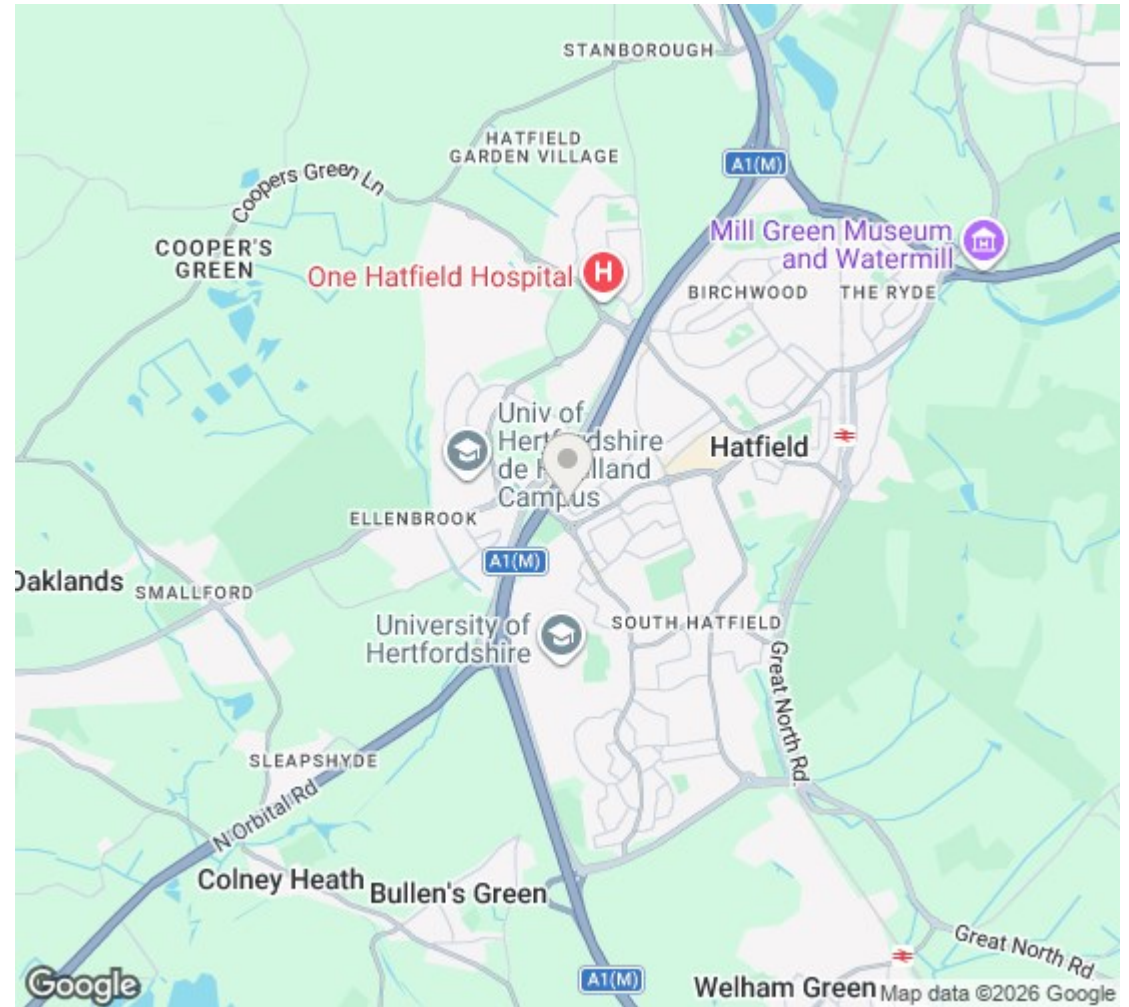 STANBOROUGH
HATFIELD
GARDEN VILLAGE
A1(M)
Coopers Green Ln
COOPER'S
GREEN
Mill Green Museum
and Watermill
One Hatfield Hospital
H
BIRCHWOOD
THE RYDE
Univ of
Hertfordshire
de Havilland
Campus
Hatfield
ELLENBROOK
A1(M)
Oaklands
SMALLFORD
University of
Hertfordshire
SOUTH HATFIELD
Great North Rd
SLEAPSHYDE
N Orbital Rd
Colney Heath
Bullen's Green
Great North Rd
A1(M)
Welham Green
Google
Map data ©2026 Google